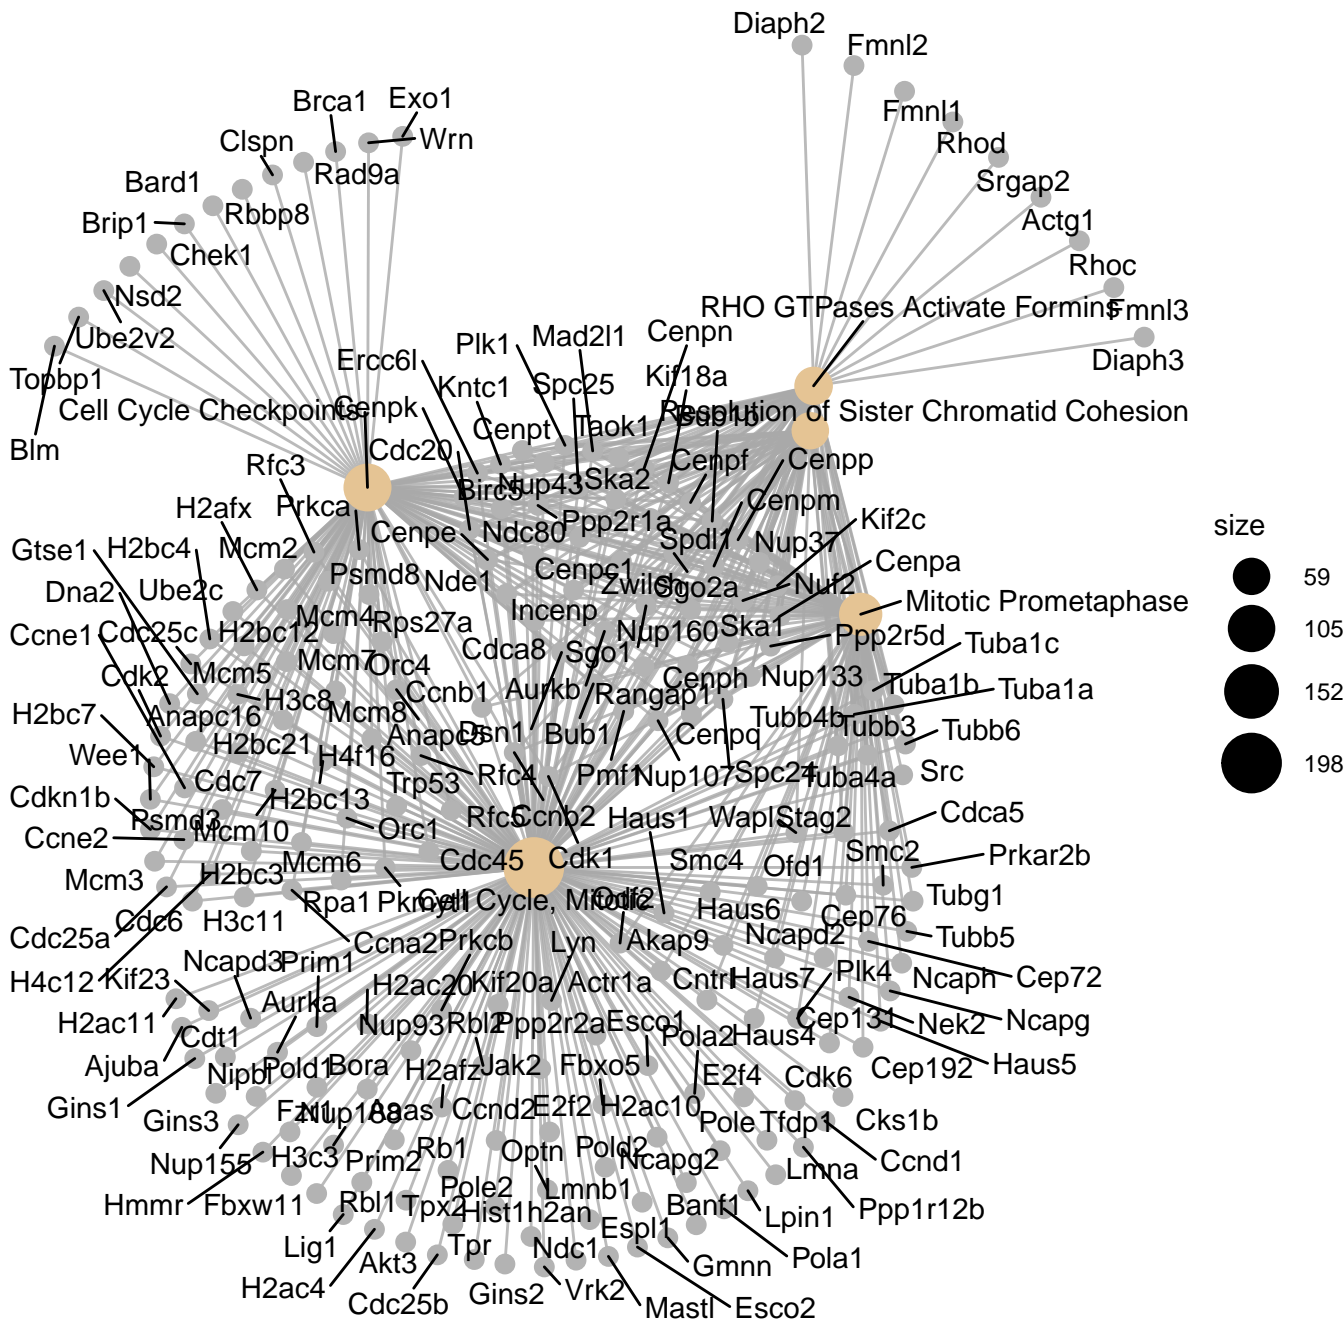 Diaph2
Fmnl2
Brca1
Exo1
Fmnl1
Clspn
Wrn
Rhod
Rad9a
Srgap2
Bard1
Rbbp8
Actg1
Brip1
Chek1
Rhoc
Nsd2
RHO GTPases Activate Formins
Fmnl3
Ube2v2
Plk1
Mad2l1
Cenpn
Ercc6l
Diaph3
Topbp1
Kntc1
Spc25
Kif18a
Cell Cycle Checkpoints
Cenpk
Resolution of Sister Chromatid Cohesion
Bub1b
Cenpt
Taok1
Blm
Cdc20
Rfc3
Cenpf
Cenpp
Birc5
Nup43
Ska2
H2afx
Prkca
Cenpm
Ppp2r1a
Kif2c
size
Gtse1
H2bc4
Mcm2
Cenpe
Ndc80
Spdl1
Nup37
Cenpa
59
Dna2
Ube2c
Psmd8
Nde1
Cenpc1
Zwilch
Sgo2a
Nuf2
Mitotic Prometaphase
Incenp
105
Ccne1
Cdc25c
H2bc12
Mcm4
Rps27a
Nup160
Ska1
Ppp2r5d
Tuba1c
Cdca8
Sgo1
Cdk2
Mcm5
Mcm7
Orc4
Cenph
Nup133
Tuba1b
Tuba1a
152
H2bc7
H3c8
Ccnb1
Aurkb
Rangap1
Anapc16
Mcm8
Tubb4b
Tubb3
Tubb6
Wee1
H2bc21
H4f16
Anapc5
Dsn1
Bub1
Cenpq
198
Cdkn1b
Cdc7
Trp53
Rfc4
Pmf1
Nup107
Spc24
Tuba4a
Src
H2bc13
Psmd3
Mcm10
Orc1
Rfc5
Ccnb2
Haus1
Wapl
Stag2
Cdca5
Ccne2
Mcm6
Cdc45
Cdk1
Smc4
Ofd1
Smc2
Prkar2b
Mcm3
H2bc3
Rpa1
Pkmyt1
Cell Cycle, Mitotic
Odf2
Haus6
Tubg1
Cdc25a
Cdc6
H3c11
Ccna2
Prkcb
Lyn
Akap9
Ncapd2
Cep76
Tubb5
H4c12
Kif23
Ncapd3
Prim1
H2ac20
Kif20a
Actr1a
Cntrl
Haus7
Plk4
Ncaph
Cep72
H2ac11
Aurka
Nup93
Rbl2
Ppp2r2a
Esco1
Pola2
Haus4
Cep131
Nek2
Ncapg
Cdt1
Ajuba
Nipbl
Pold1
Bora
H2afz
Jak2
Fbxo5
E2f4
Cdk6
Cep192
Haus5
Gins1
Gins3
Fzr1
Nup188
Aaas
Ccnd2
E2f2
H2ac10
Pole
Tfdp1
Cks1b
Nup155
H3c3
Prim2
Rb1
Optn
Pold2
Ncapg2
Lmna
Ccnd1
Hmmr
Fbxw11
Rbl1
Tpx2
Pole2
Lmnb1
Banf1
Lpin1
Ppp1r12b
Hist1h2an
Lig1
Tpr
Ndc1
Espl1
Pola1
H2ac4
Akt3
Gmnn
Cdc25b
Gins2
Vrk2
Mastl
Esco2